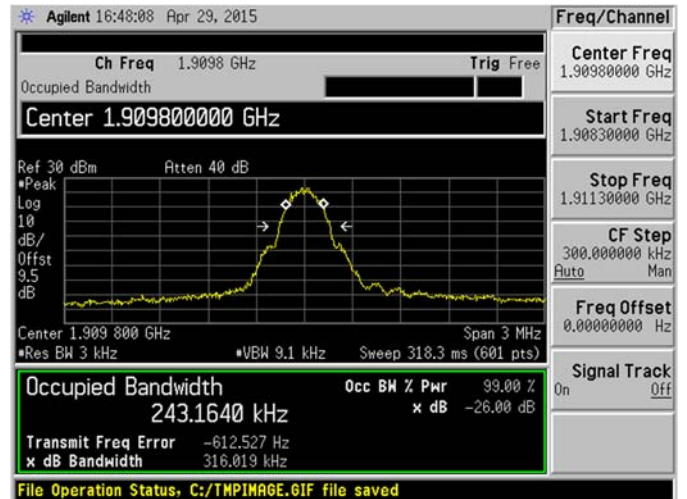 Agilent 16:48:08 Apr 29, 2015
Freq/Channel
Ch Freq 1.9098 GHz Trig Free
Occupied Bandwidth
Center 1.909800000 GHz
Center Freq
1.90980000 GHz
Start Freq
1.90830000 GHz
Stop Freq
1.91130000 GHz
CF Step
300.000000 kHz
Auto Man
Freq Offset
0.00000000 Hz
Signal Track
On Off
Ref 30 dBm Atten 40 dB
#Peak
Log
10
dB/
Offst
9.5
dB
Center 1.909 800 GHz Span 3 MHz
#Res BW 3 kHz #VBW 9.1 kHz Sweep 318.3 ms (601 pts)
Occupied Bandwidth
243.1640 kHz
Occ BW % Pwr 99.00 %
x dB -26.00 dB
Transmit Freq Error -612.527 Hz
x dB Bandwidth 316.019 kHz
File Operation Status, C:/TMPIMAGE.GIF file saved